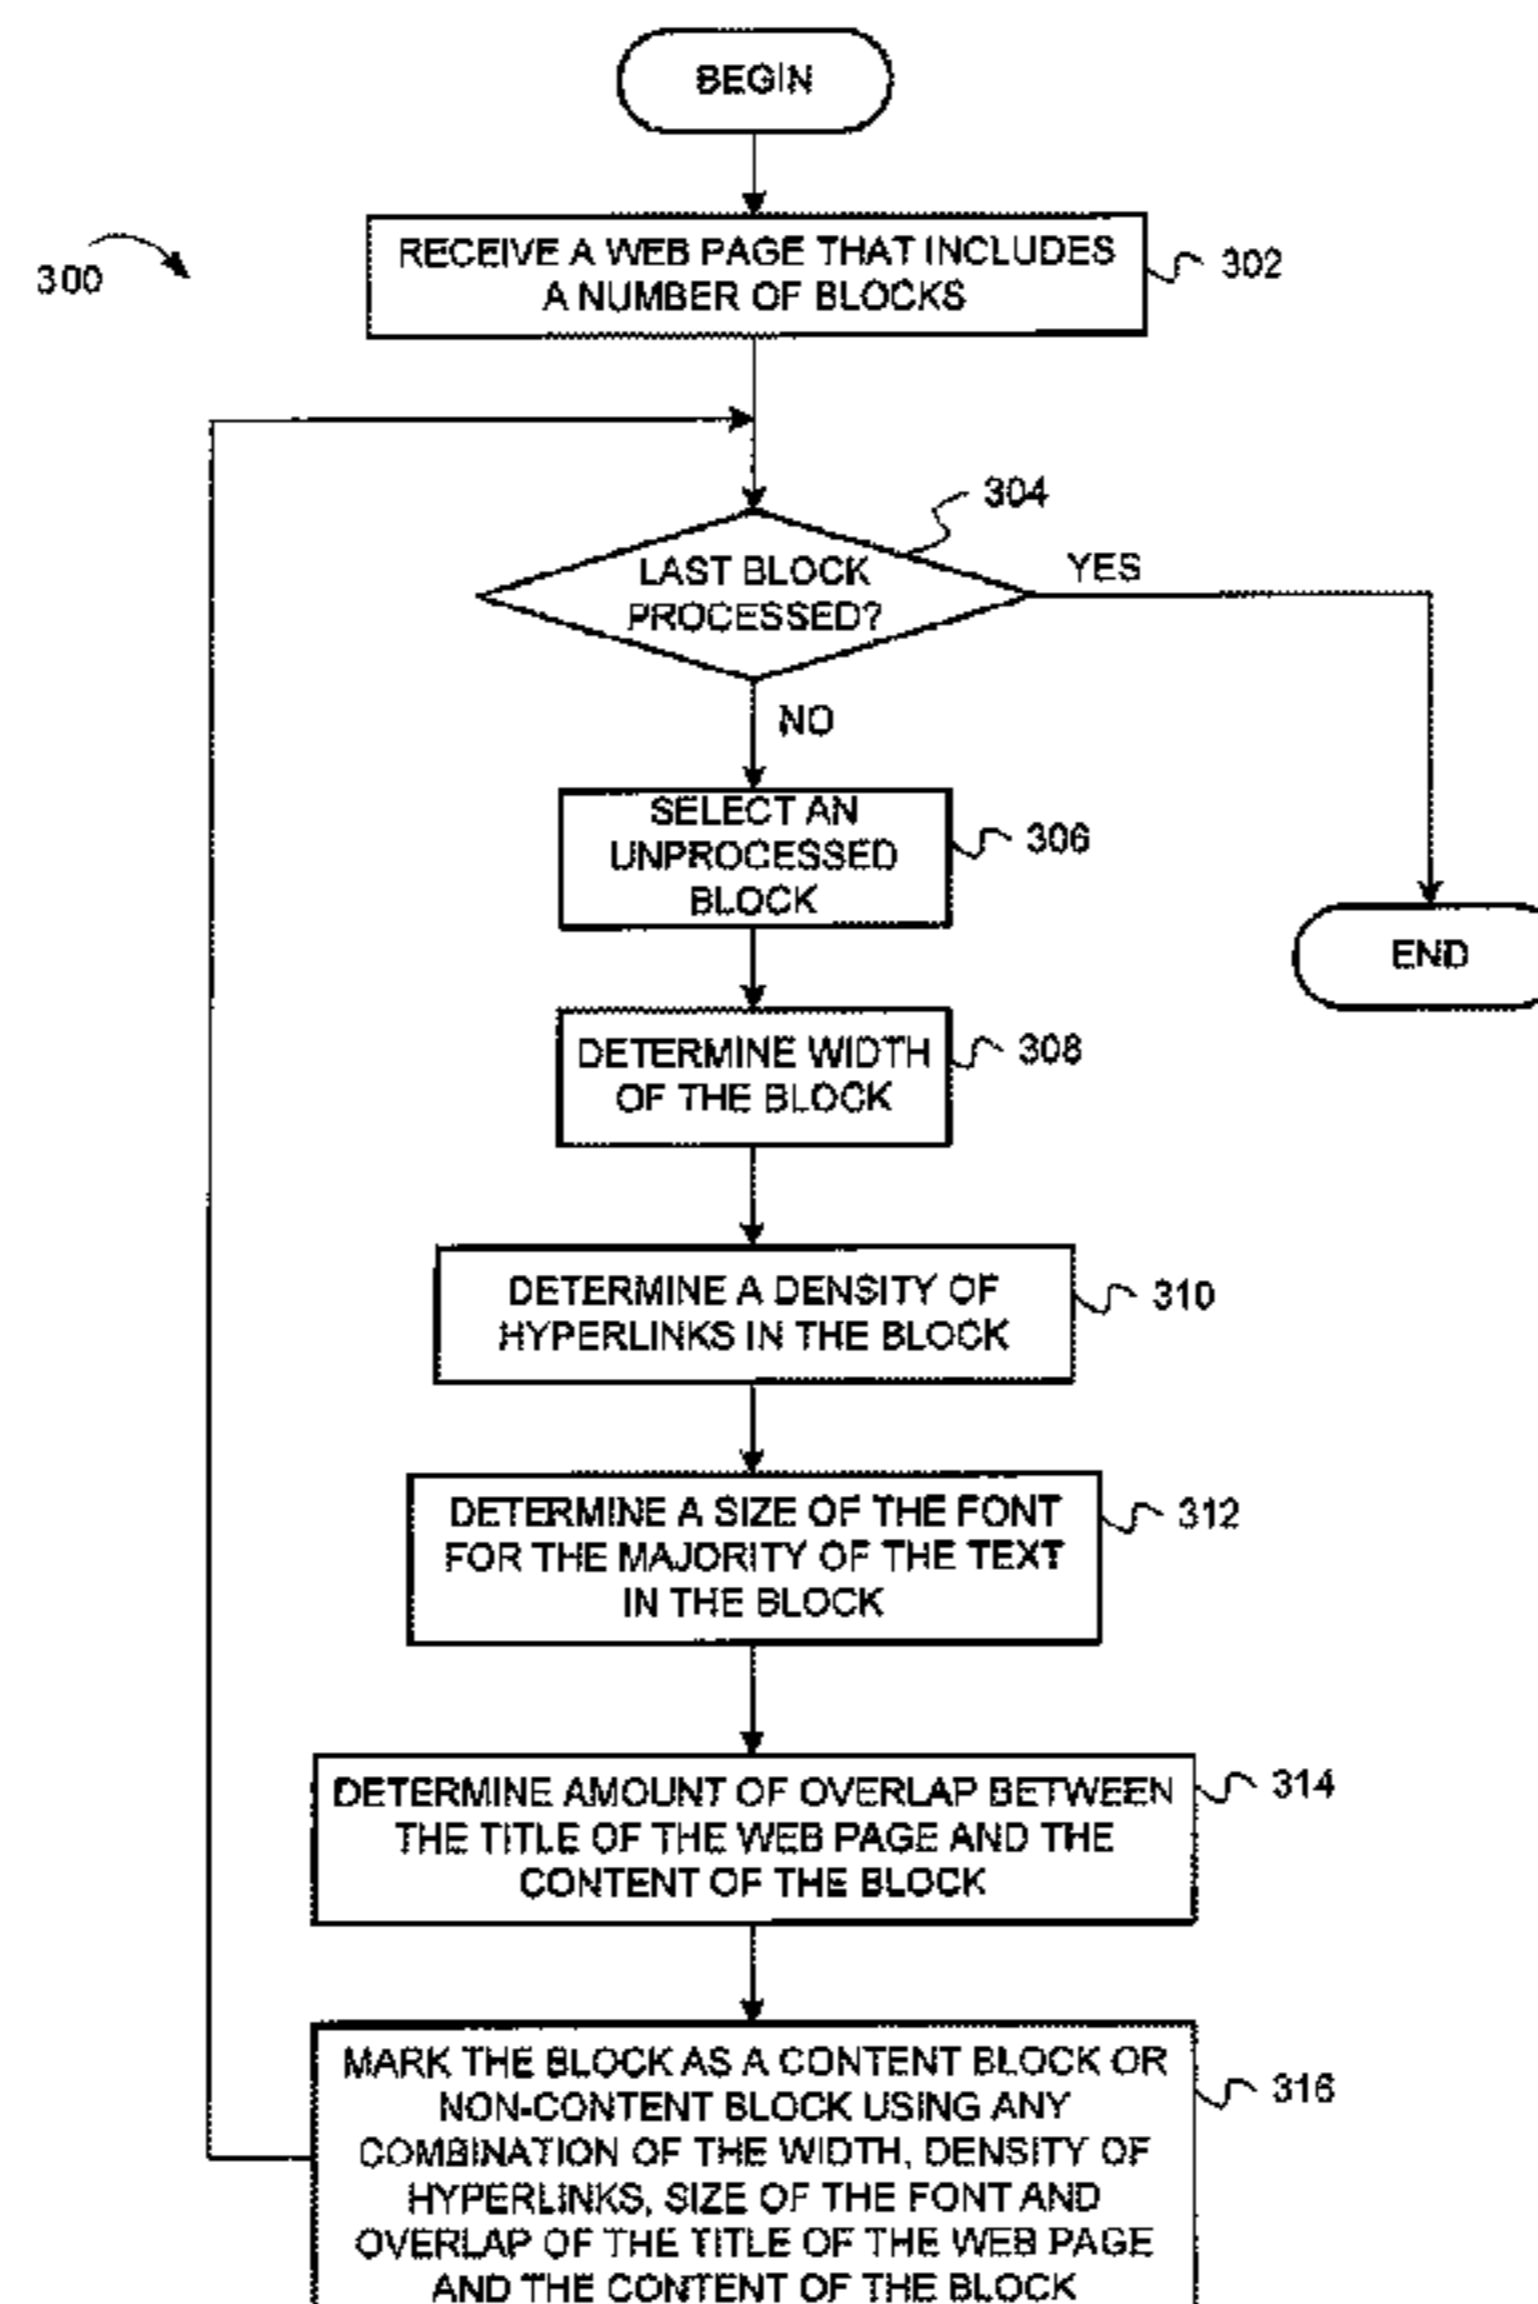 BEGIN
300
RECEIVE A WEB PAGE THAT INCLUDES
A NUMBER OF BLOCKS
302
304
LAST BLOCK
PROCESSED?
YES
NO
SELECT AN
UNPROCESSED
BLOCK
306
END
DETERMINE WIDTH
OF THE BLOCK
308
DETERMINE A DENSITY OF
HYPERLINKS IN THE BLOCK
310
DETERMINE A SIZE OF THE FONT
FOR THE MAJORITY OF THE TEXT
IN THE BLOCK
312
DETERMINE AMOUNT OF OVERLAP BETWEEN
THE TITLE OF THE WEB PAGE AND THE
CONTENT OF THE BLOCK
314
MARK THE BLOCK AS A CONTENT BLOCK OR
NON-CONTENT BLOCK USING ANY
COMBINATION OF THE WIDTH, DENSITY OF
HYPERLINKS, SIZE OF THE FONT AND
OVERLAP OF THE TITLE OF THE WEB PAGE
AND THE CONTENT OF THE BLOCK
316